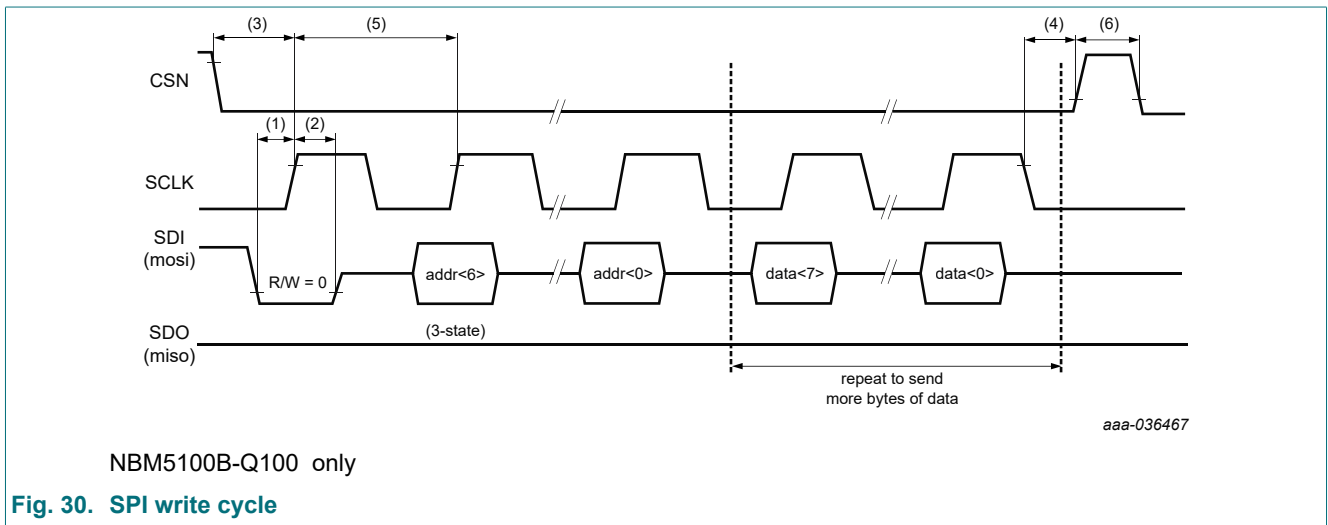 (3) (5) (4) (6)
CSN
(1) (2)
SCLK
SDI
(mosi)
R/W = 0 addr<6> addr<0> data<7> data<0>
SDO
(miso)
(3-state)
repeat to send
more bytes of data
aaa-036467
NBM5100B-Q100 only
Fig. 30. SPI write cycle